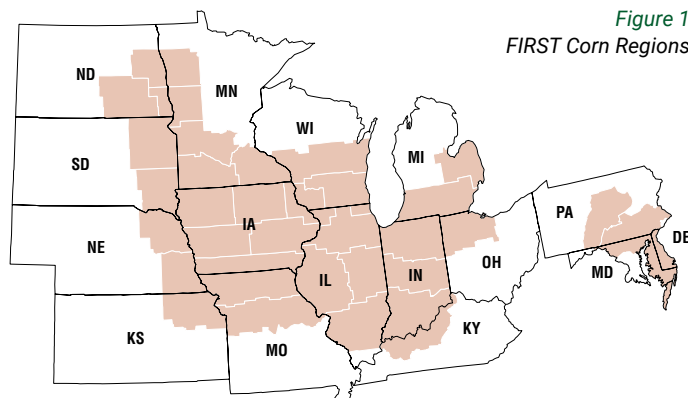 Figure 1
FIRST Corn Regions
ND
MN
WI
MI
SD
PA
NE
IA
DE
IL
IN
OH
MD
KS
MO
KY